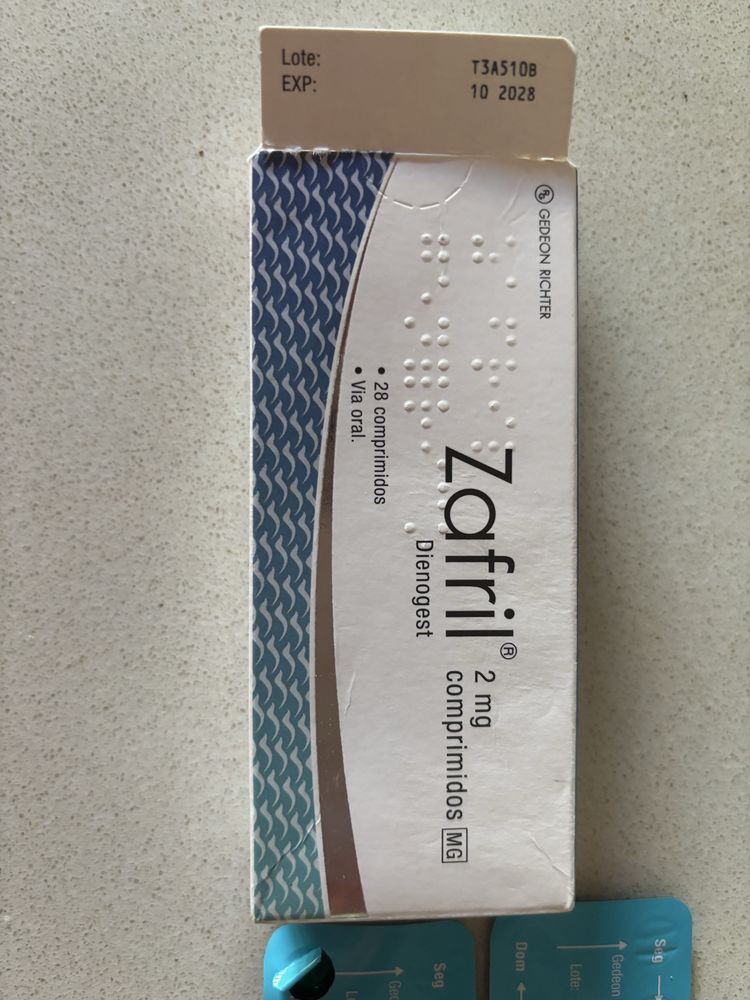 Lote: T3A510B
EXP: 10 2028
GEDEON RICHTER
Zafril® 2 mg
comprimidos MG
Dienogest
• 28 comprimidos
• Via oral.
Seg
Dom
Gedeon
Lote:
Seg